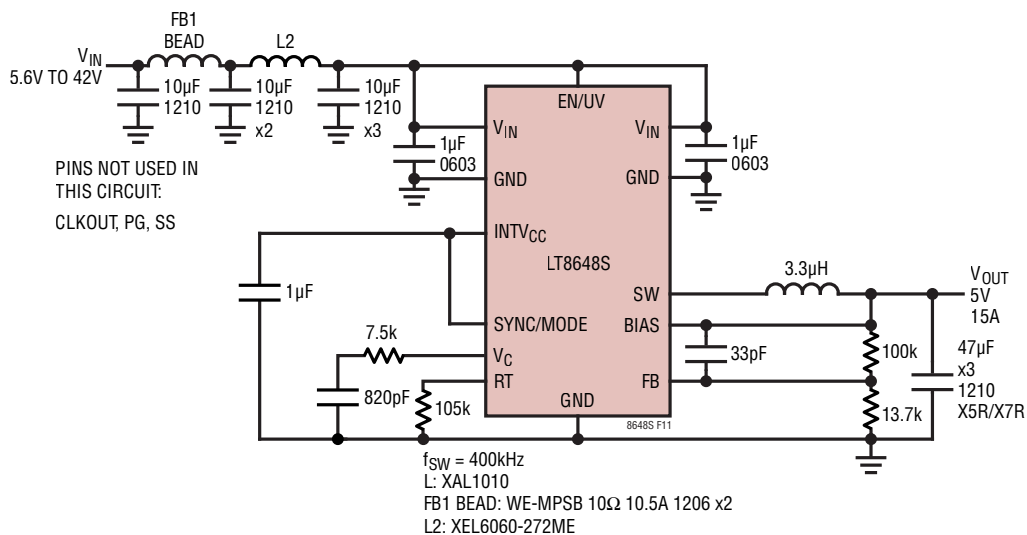 FB1
BEAD
L2
VIN
5.6V TO 42V
10µF
1210
10µF
1210
x2
10µF
1210
x3
EN/UV
VIN
VIN
1µF
0603
1µF
0603
GND
GND
PINS NOT USED IN
THIS CIRCUIT:
CLKOUT, PG, SS
INTVCC
LT8648S
3.3µH
VOUT
5V
15A
SW
1µF
SYNC/MODE
BIAS
7.5k
VC
33pF
100k
47µF
x3
1210
X5R/X7R
RT
FB
820pF
105k
GND
13.7k
8648S F11
fSW = 400kHz
L: XAL1010
FB1 BEAD: WE-MPSB 10Ω 10.5A 1206 x2
L2: XEL6060-272ME